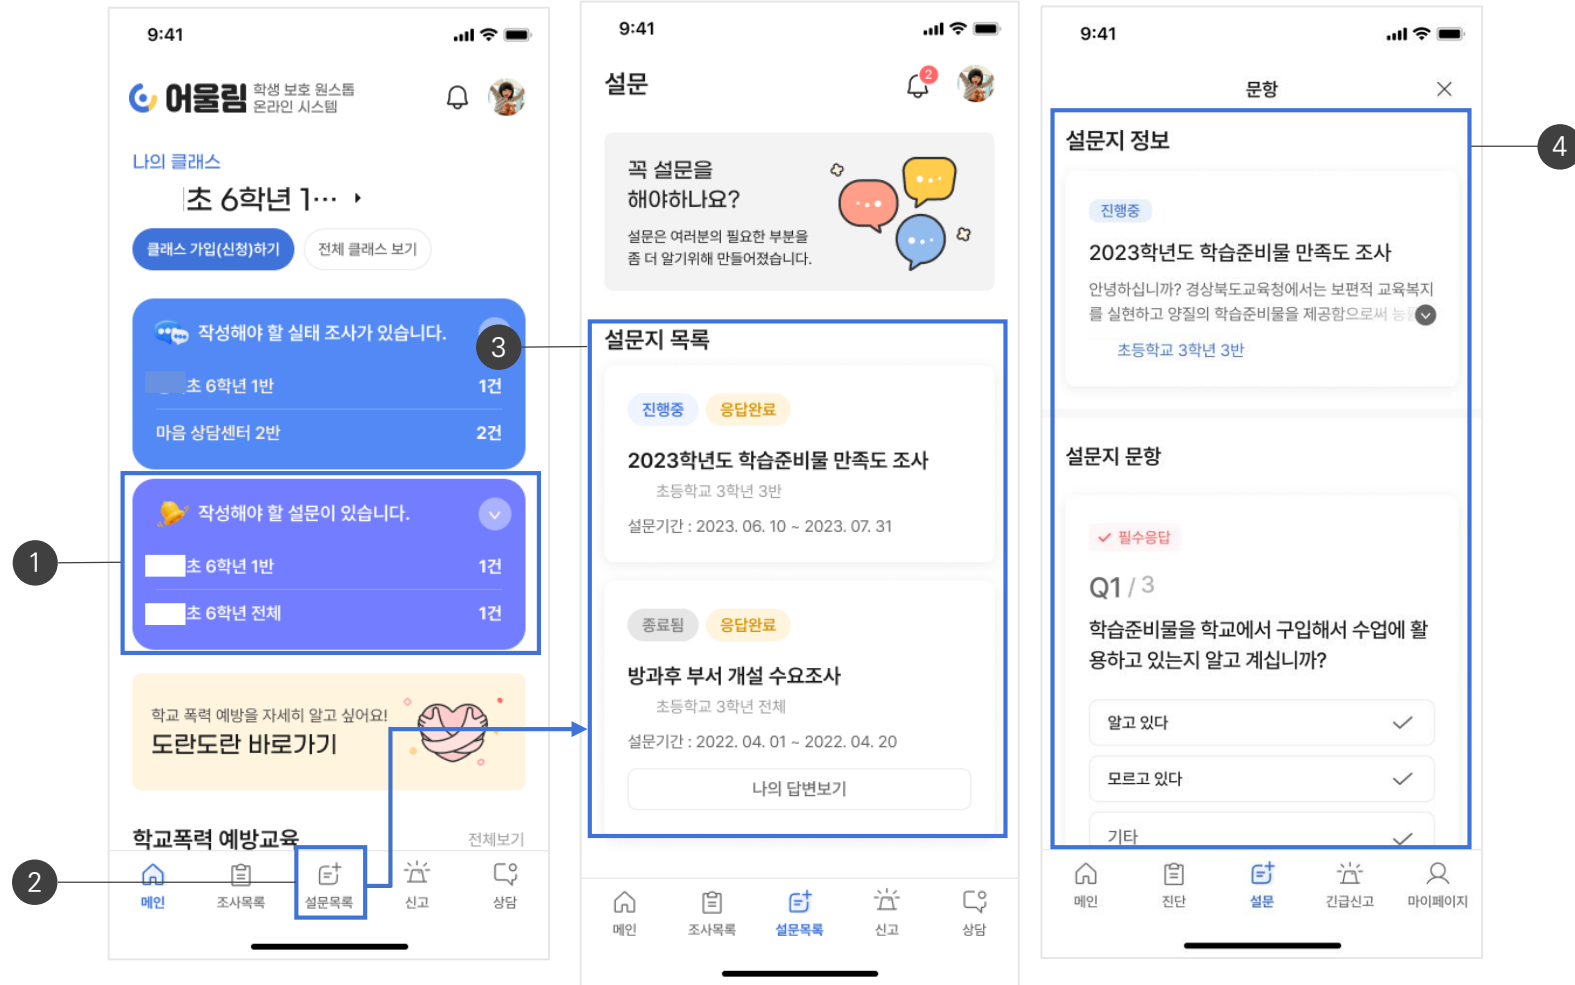 9:41
어울림
학생 보호 원스톱
온라인 시스템
나의 클래스
초 6학년 1···
클래스 가입(신청)하기
전체 클래스 보기
작성해야 할 실태 조사가 있습니다.
초 6학년 1반
1건
마음 상담센터 2반
2건
1
작성해야 할 설문이 있습니다.
초 6학년 1반
1건
초 6학년 전체
1건
학교 폭력 예방을 자세히 알고 싶어요!
도란도란 바로가기
학교폭력 예방교육
전체보기
2
메인
조사목록
설문목록
신고
상담
9:41
설문
2
꼭 설문을
해야하나요?
설문은 여러분의 필요한 부분을
좀 더 알기위해 만들어졌습니다.
3
설문지 목록
진행중
응답완료
2023학년도 학습준비물 만족도 조사
초등학교 3학년 3반
설문기간 : 2023. 06. 10 ~ 2023. 07. 31
종료됨
응답완료
방과후 부서 개설 수요조사
초등학교 3학년 전체
설문기간 : 2022. 04. 01 ~ 2022. 04. 20
나의 답변보기
메인
조사목록
설문목록
신고
상담
9:41
문항
4
설문지 정보
진행중
2023학년도 학습준비물 만족도 조사
안녕하십니까? 경상북도교육청에서는 보편적 교육복지
를 실현하고 양질의 학습준비물을 제공함으로써
초등학교 3학년 3반
설문지 문항
필수응답
Q1 / 3
학습준비물을 학교에서 구입해서 수업에 활
용하고 있는지 알고 계십니까?
알고 있다
모르고 있다
기타
메인
진단
설문
긴급신고
마이페이지